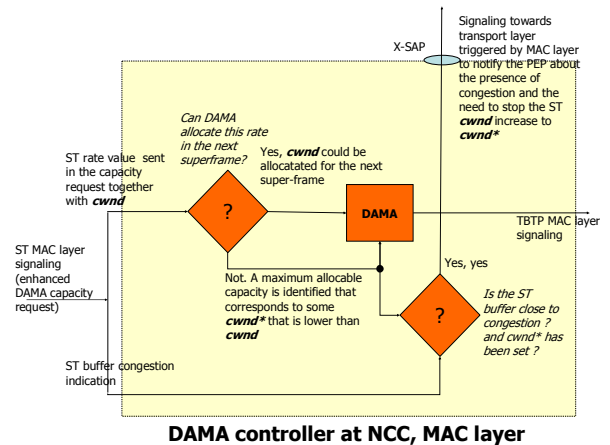 Signaling towards
transport layer
triggered by MAC layer
to notify the PEP about
the presence of
congestion and the
need to stop the ST
cwnd increase to
cwnd*
X-SAP
Can DAMA
allocate this rate
in the next
superframe?
ST rate value sent
in the capacity
request together
with cwnd
Yes, cwnd could be
allocatated for the next
super-frame
?
DAMA
TBTP MAC layer
signaling
ST MAC layer
signaling
(enhanced
DAMA capacity
request)
Not. A maximum allocable
capacity is identified that
corresponds to some
cwnd* that is lower than
cwnd
Yes, yes
?
Is the ST
buffer close to
congestion ?
and cwnd* has
been set ?
ST buffer congestion
indication
DAMA controller at NCC, MAC layer